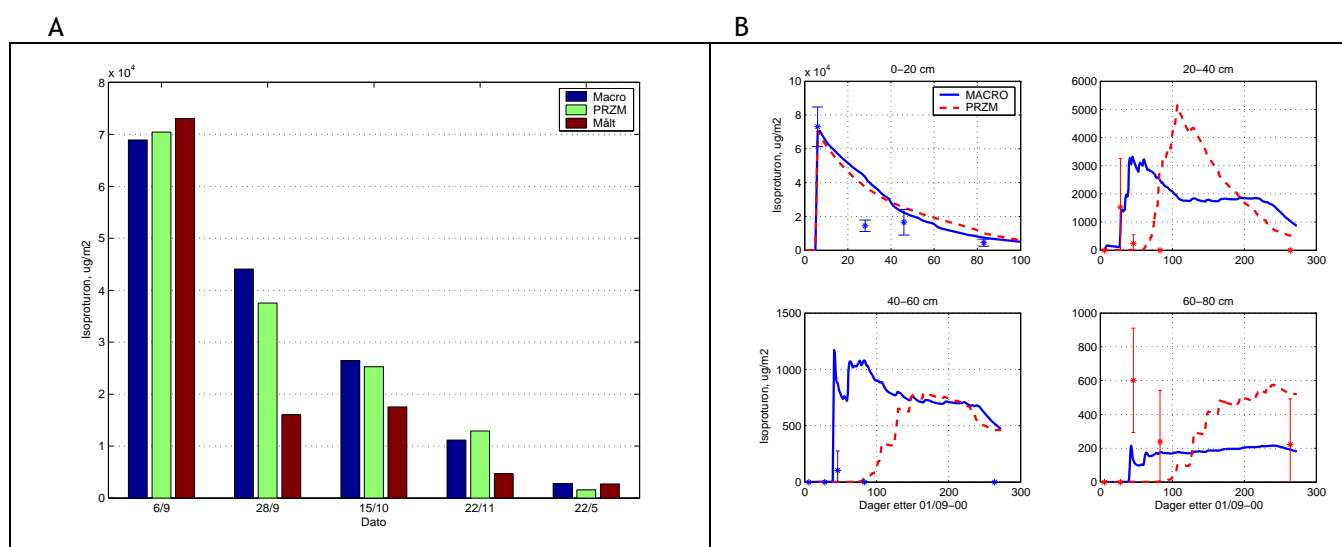 A
x 10^4
8
7
6
5
4
3
2
1
0
Isoproturon, ug/m2
Macro
PRZM
Målt
6/9 28/9 15/10 22/11 22/5
Dato
B
0–20 cm
x 10^4
10
8
6
4
2
0
Isoproturon, ug/m2
MACRO
PRZM
0 20 40 60 80 100
20–40 cm
6000
5000
4000
3000
2000
1000
0
0 100 200 300
40–60 cm
1500
1000
500
0
Isoproturon, ug/m2
0 100 200 300
Dager etter 01/09–00
60–80 cm
1000
800
600
400
200
0
0 100 200 300
Dager etter 01/09–00